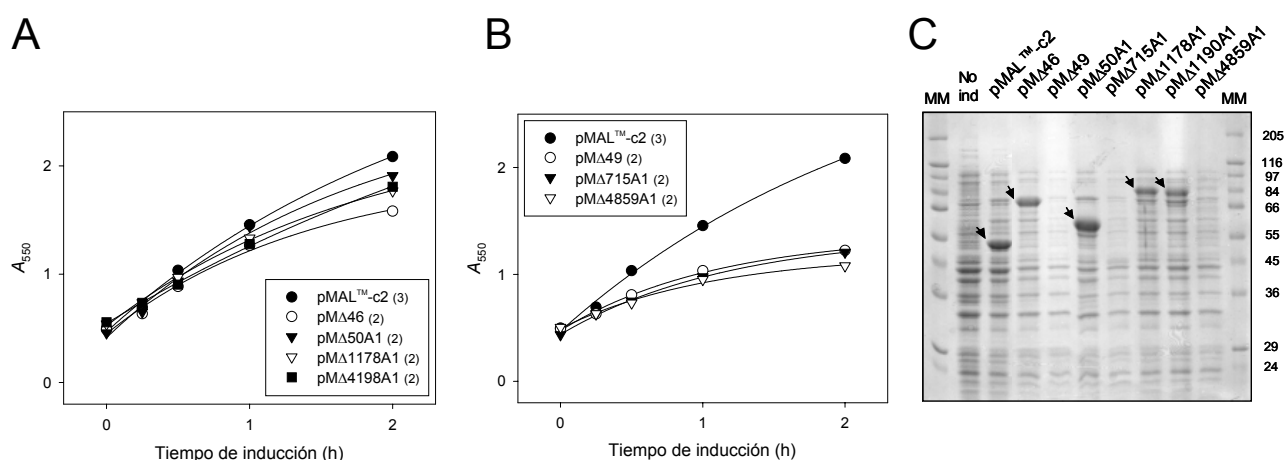 A
A550
2
1
0
0
1
2
Tiempo de inducción (h)
pMAL™-c2 (3)
pMΔ46 (2)
pMΔ50A1 (2)
pMΔ1178A1 (2)
pMΔ4198A1 (2)
B
A550
2
1
0
0
1
2
Tiempo de inducción (h)
pMAL™-c2 (3)
pMΔ49 (2)
pMΔ715A1 (2)
pMΔ4859A1 (2)
C
MM
No
ind
pMAL™-c2
pMΔ46
pMΔ49
pMΔ50A1
pMΔ715A1
pMΔ1178A1
pMΔ1190A1
pMΔ4859A1
MM
205
116
97
84
66
55
45
36
29
24